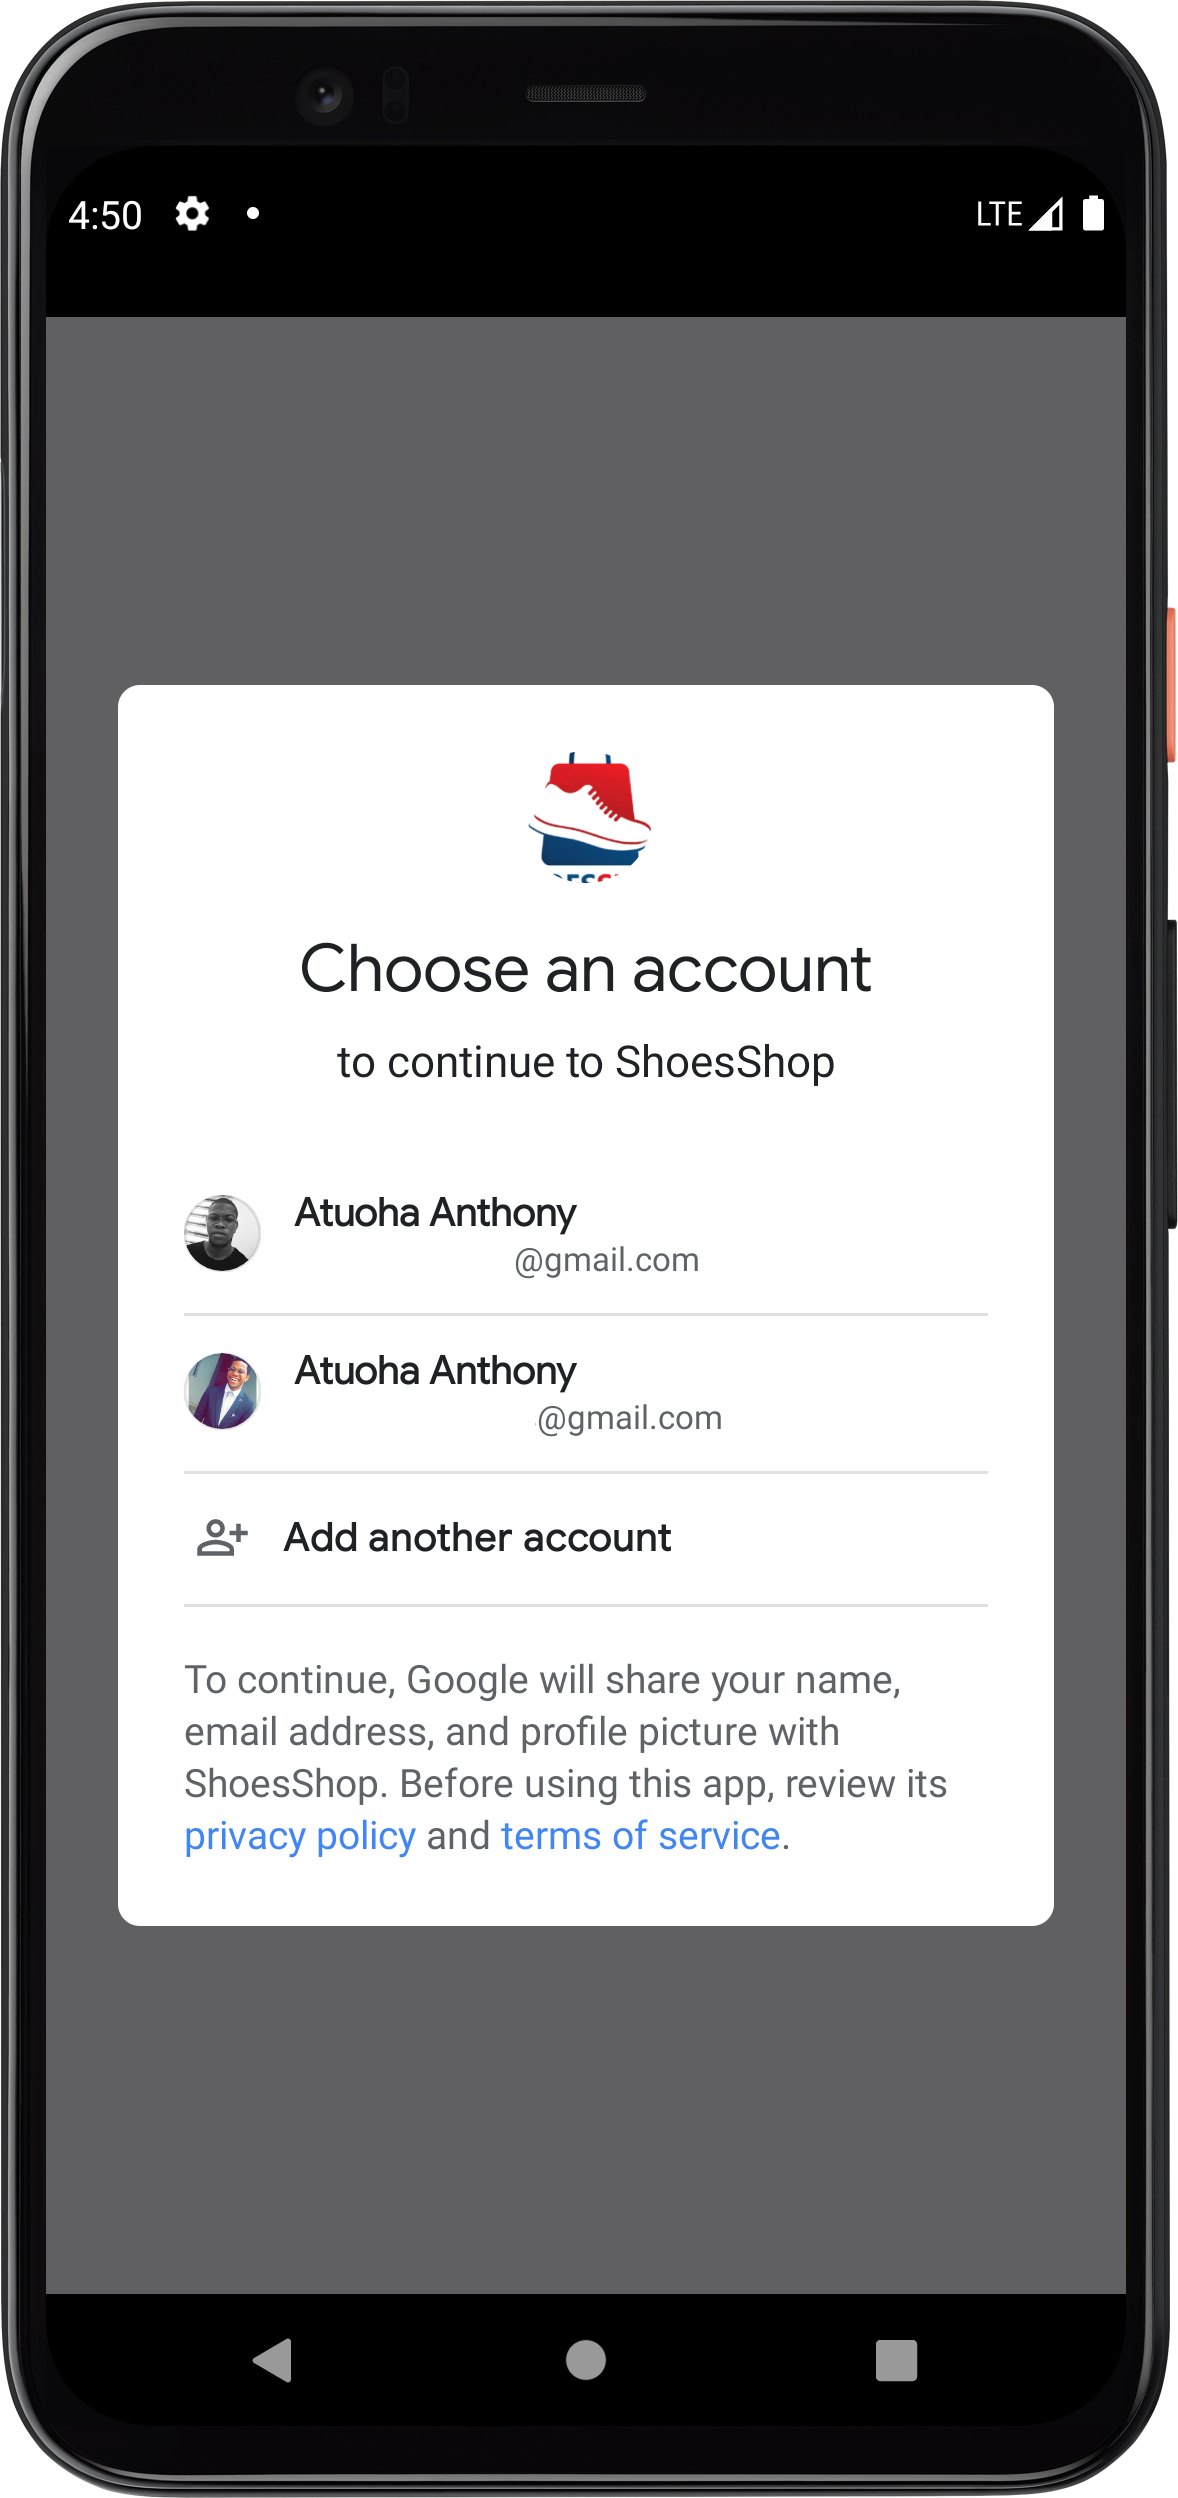 4:50
LTE
Choose an account
to continue to ShoesShop
Atuoha Anthony
@gmail.com
Atuoha Anthony
@gmail.com
Add another account
To continue, Google will share your name,
email address, and profile picture with
ShoesShop. Before using this app, review its
privacy policy and terms of service.